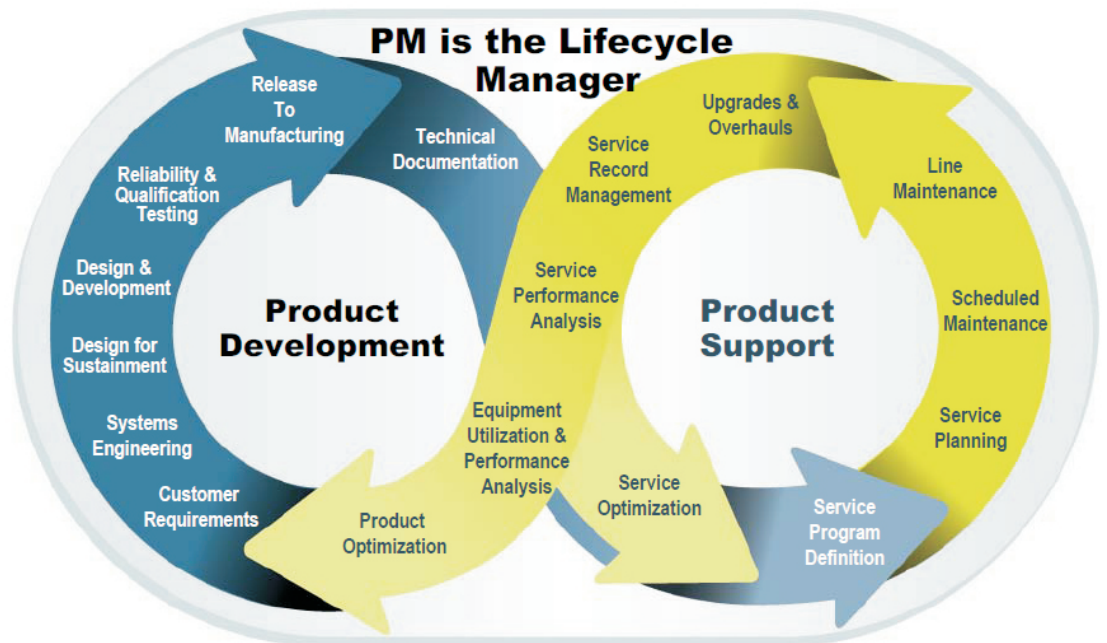 PM is the Lifecycle
Manager
Release
To
Manufacturing
Technical
Documentation
Reliability &
Qualification
Testing
Design &
Development
Design for
Sustainment
Systems
Engineering
Customer
Requirements
Product
Development
Product
Optimization
Equipment
Utilization &
Performance
Analysis
Service
Performance
Analysis
Service
Record
Management
Upgrades &
Overhauls
Line
Maintenance
Scheduled
Maintenance
Service
Planning
Product
Support
Service
Optimization
Service
Program
Definition